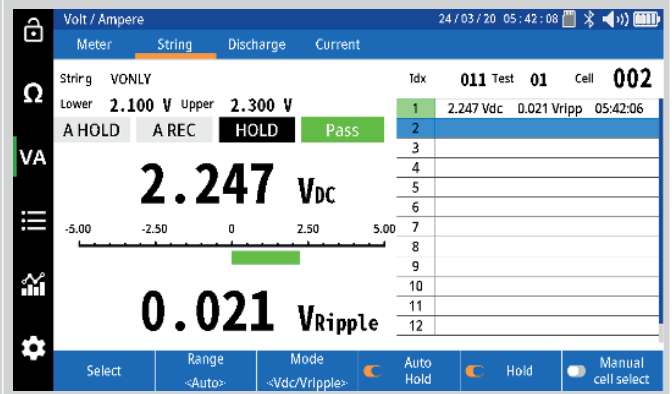 Volt / Ampere 24/03/20 05:42:08
Meter String Discharge Current
String VONLY Idx 011 Test 01 Cell 002
Lower 2.100 V Upper 2.300 V
A HOLD A REC HOLD Pass
1 2.247 Vdc 0.021 Vripp 05:42:06
2
3
4
5
6
7
8
9
10
11
12
Ω
VA
2.247 VDC
-5.00 -2.50 0 2.50 5.00
0.021 VRipple
Select
Range
<Auto>
Mode
<Vdc/Vripple>
Auto
Hold
Hold
Manual
cell select